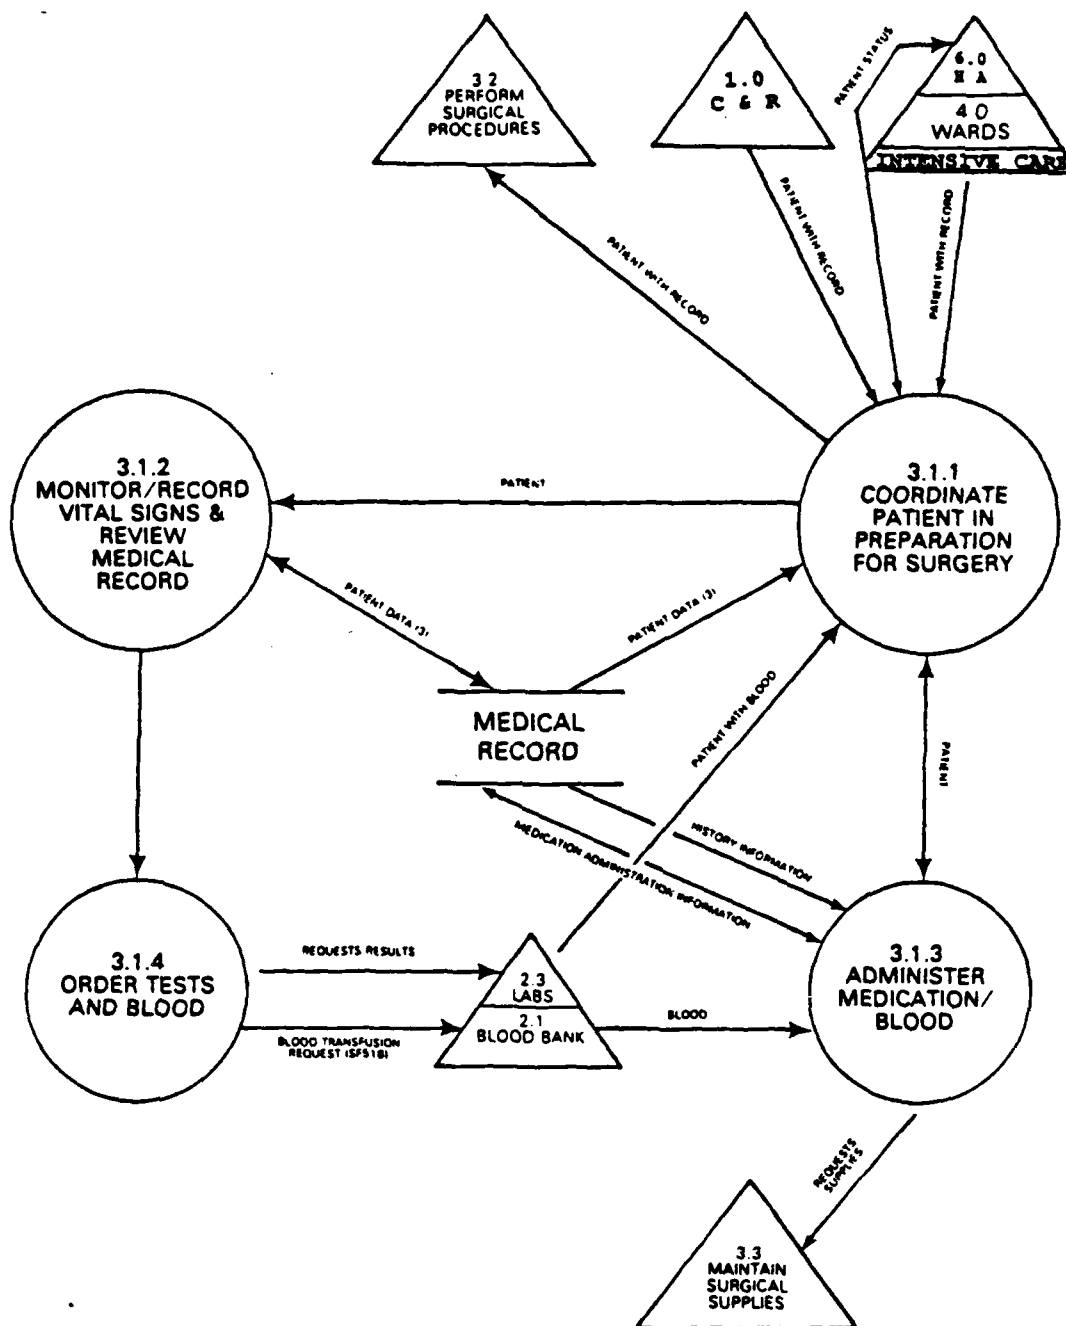 3.2
PERFORM
SURGICAL
PROCEDURES
1.0
C & R
PATIENT STATUS
6.0
H A
4 0
WARDS
INTENSIVE CARE
PATIENT WITH RECORD
PATIENT WITH RECORD
PATIENT WITH RECORD
3.1.2
MONITOR/RECORD
VITAL SIGNS &
REVIEW
MEDICAL
RECORD
PATIENT
3.1.1
COORDINATE
PATIENT IN
PREPARATION
FOR SURGERY
PATIENT DATA (3)
PATIENT DATA (3)
MEDICAL
RECORD
PATIENT WITH BLOOD
PATIENT
HISTORY INFORMATION
MEDICATION ADMINISTRATION INFORMATION
3.1.4
ORDER TESTS
AND BLOOD
REQUESTS RESULTS
BLOOD TRANSFUSION
REQUEST (SF518)
2.3
LABS
2.1
BLOOD BANK
BLOOD
3.1.3
ADMINISTER
MEDICATION/
BLOOD
REQUESTS
SUPPLIES
3.3
MAINTAIN
SURGICAL
SUPPLIES